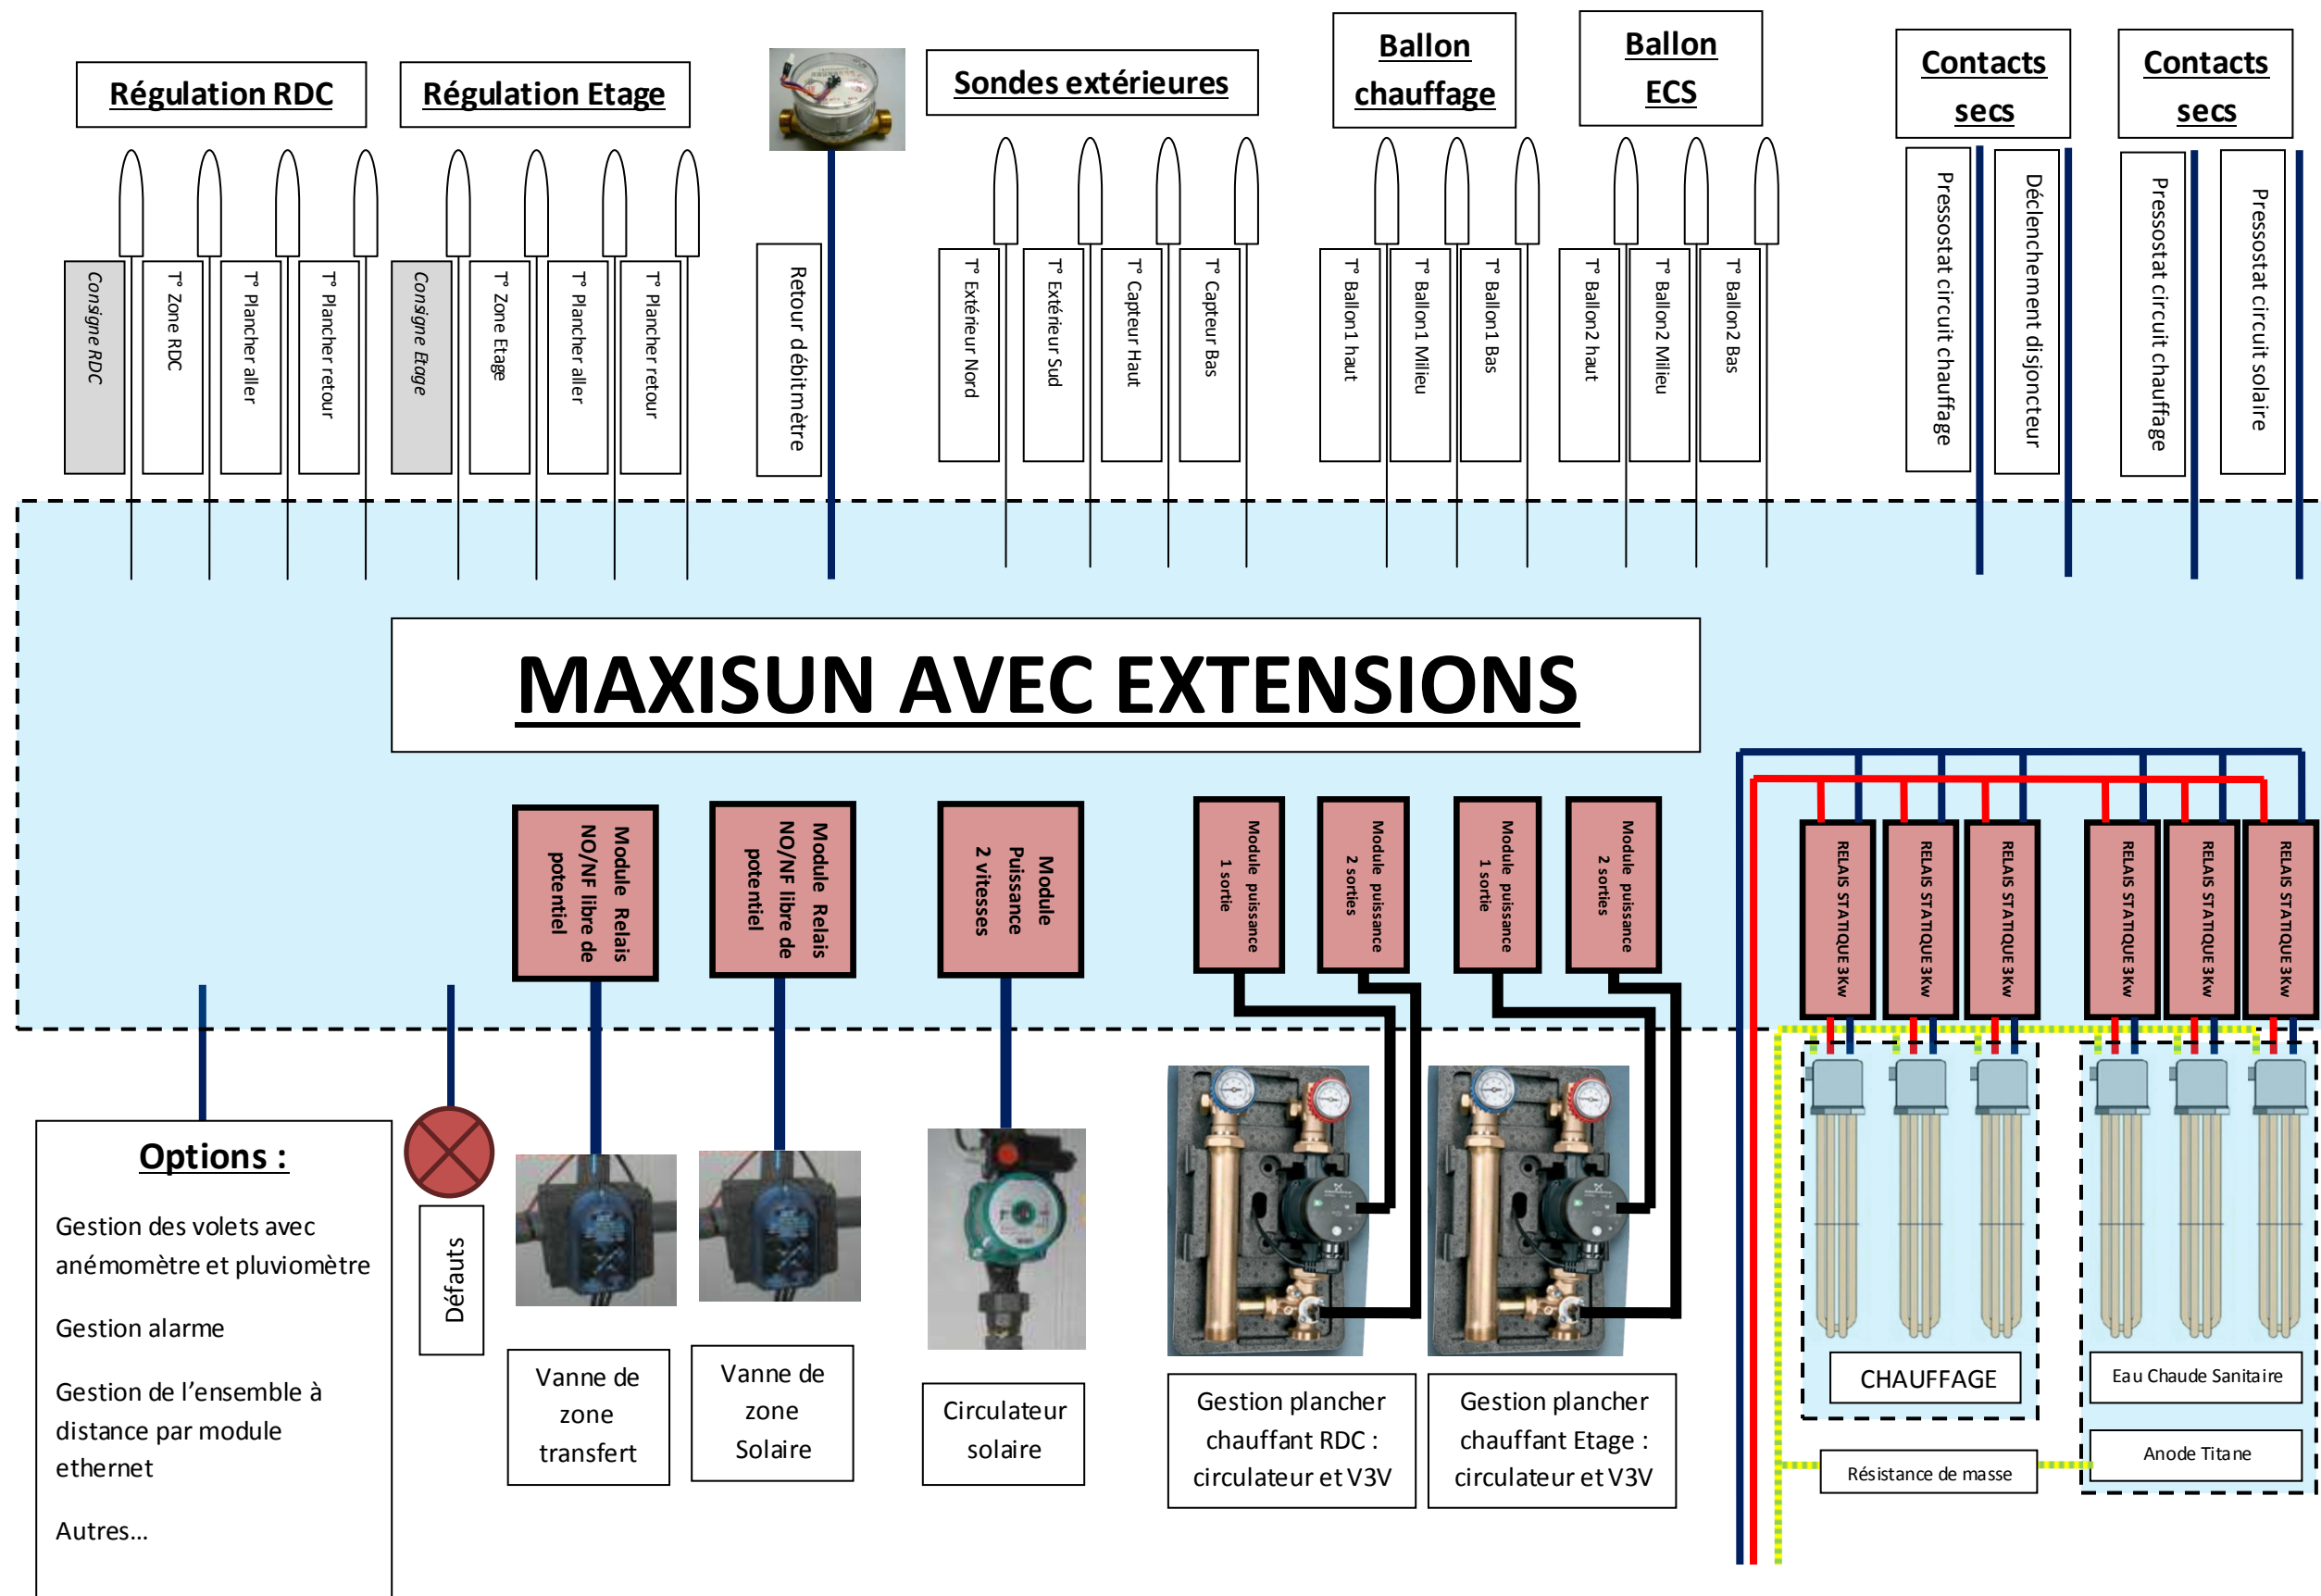 Régulation RDC
Régulation Etage
Sondes extérieures
Ballon
chauffage
Ballon
ECS
Contacts
secs
Contacts
secs
Consigne RDC
T° Zone RDC
T° Plancher aller
T° Plancher retour
Consigne Etage
T° Zone Etage
T° Plancher aller
T° Plancher retour
Retour débitmètre
T° Extérieur Nord
T° Extérieur Sud
T° Capteur Haut
T° Capteur Bas
T° Ballon1 haut
T° Ballon1 Milieu
T° Ballon1 Bas
T° Ballon2 haut
T° Ballon2 Milieu
T° Ballon2 Bas
Pressostat circuit chauffage
Déclenchement disjoncteur
Pressostat circuit chauffage
Pressostat circuit solaire
MAXISUN AVEC EXTENSIONS
Module Relais
NO/NF libre de
potentiel
Module Relais
NO/NF libre de
potentiel
Module
Puissance
2 vitesses
Module puissance
1 sortie
Module puissance
2 sorties
Module puissance
1 sortie
Module puissance
2 sorties
RELAIS STATIQUE 3Kw
RELAIS STATIQUE 3Kw
RELAIS STATIQUE 3Kw
RELAIS STATIQUE 3Kw
RELAIS STATIQUE 3Kw
RELAIS STATIQUE 3Kw
Options :
Gestion des volets avec
anémomètre et pluviomètre
Gestion alarme
Gestion de l’ensemble à
distance par module
ethernet
Autres…
Défauts
Vanne de
zone
transfert
Vanne de
zone
Solaire
Circulateur
solaire
Gestion plancher
chauffant RDC :
circulateur et V3V
Gestion plancher
chauffant Etage :
circulateur et V3V
CHAUFFAGE
Eau Chaude Sanitaire
Anode Titane
Résistance de masse